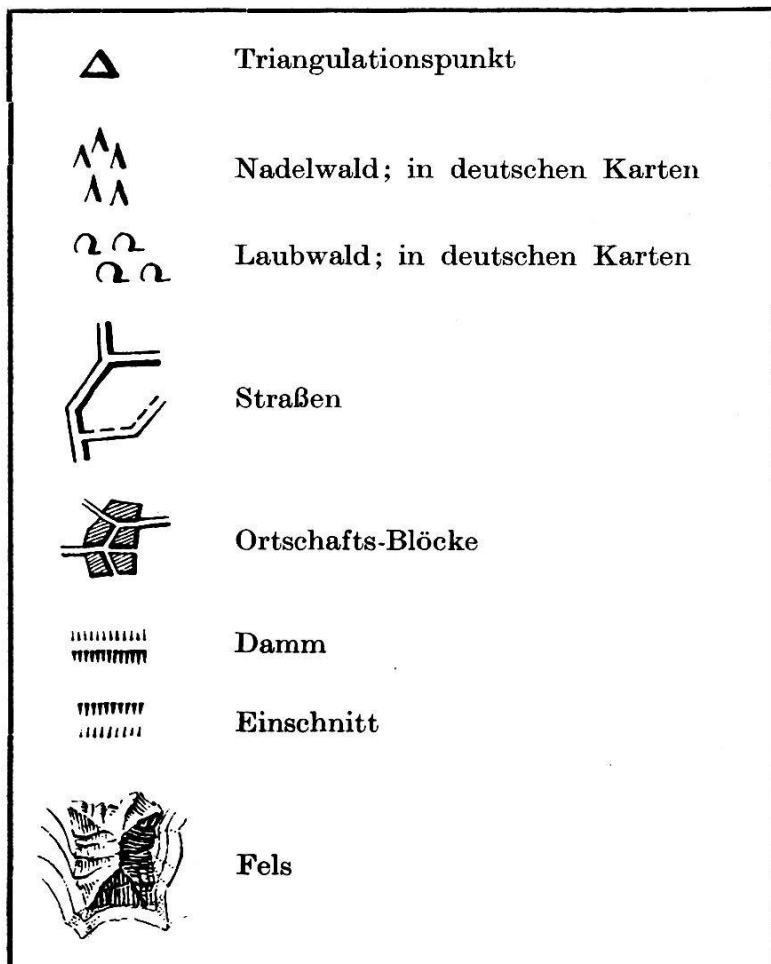 Triangulationspunkt
Nadelwald; in deutschen Karten
Laubwald; in deutschen Karten
Straßen
Ortschafts-Blöcke
Damm
Einschnitt
Fels